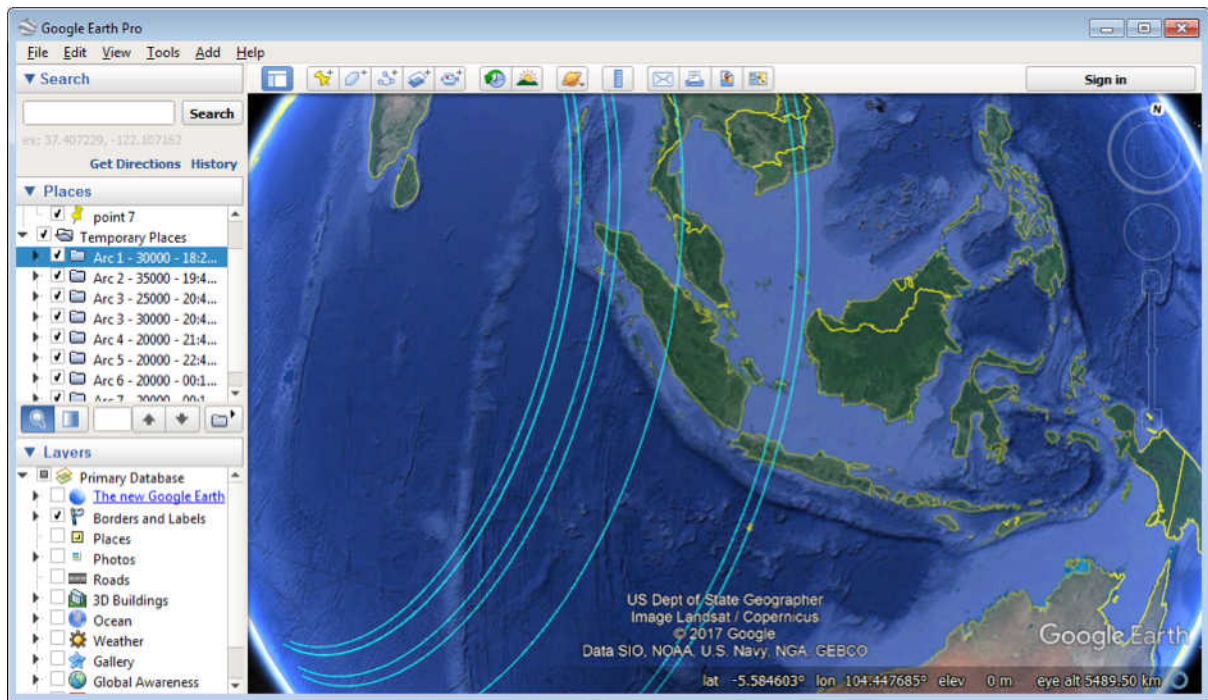 Google Earth Pro
File Edit View Tools Add Help
Search
Sign in
Search
ex: 37.407229, -122.107162
Get Directions History
Places
point 7
Temporary Places
Arc 1 - 30000 - 18:2...
Arc 2 - 35000 - 19:4...
Arc 3 - 25000 - 20:4...
Arc 3 - 30000 - 20:4...
Arc 4 - 20000 - 21:4...
Arc 5 - 20000 - 22:4...
Arc 6 - 20000 - 00:1...
Arc 7 - 20000 - 00:1...
Layers
Primary Database
The new Google Earth
Borders and Labels
Places
Photos
Roads
3D Buildings
Ocean
Weather
Gallery
Global Awareness
N
US Dept of State Geographer
Image Landsat / Copernicus
© 2017 Google
Data SIO, NOAA, U.S. Navy, NGA, GEBCO
Google Earth
lat -5.584603° lon 104.447685° elev 0 m eye alt 5489.50 km